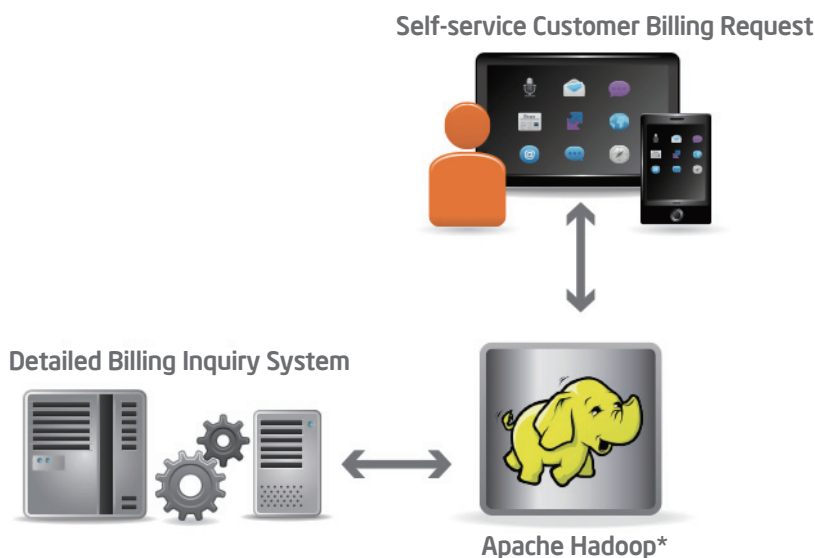 Self-service Customer Billing Request
Detailed Billing Inquiry System
Apache Hadoop*